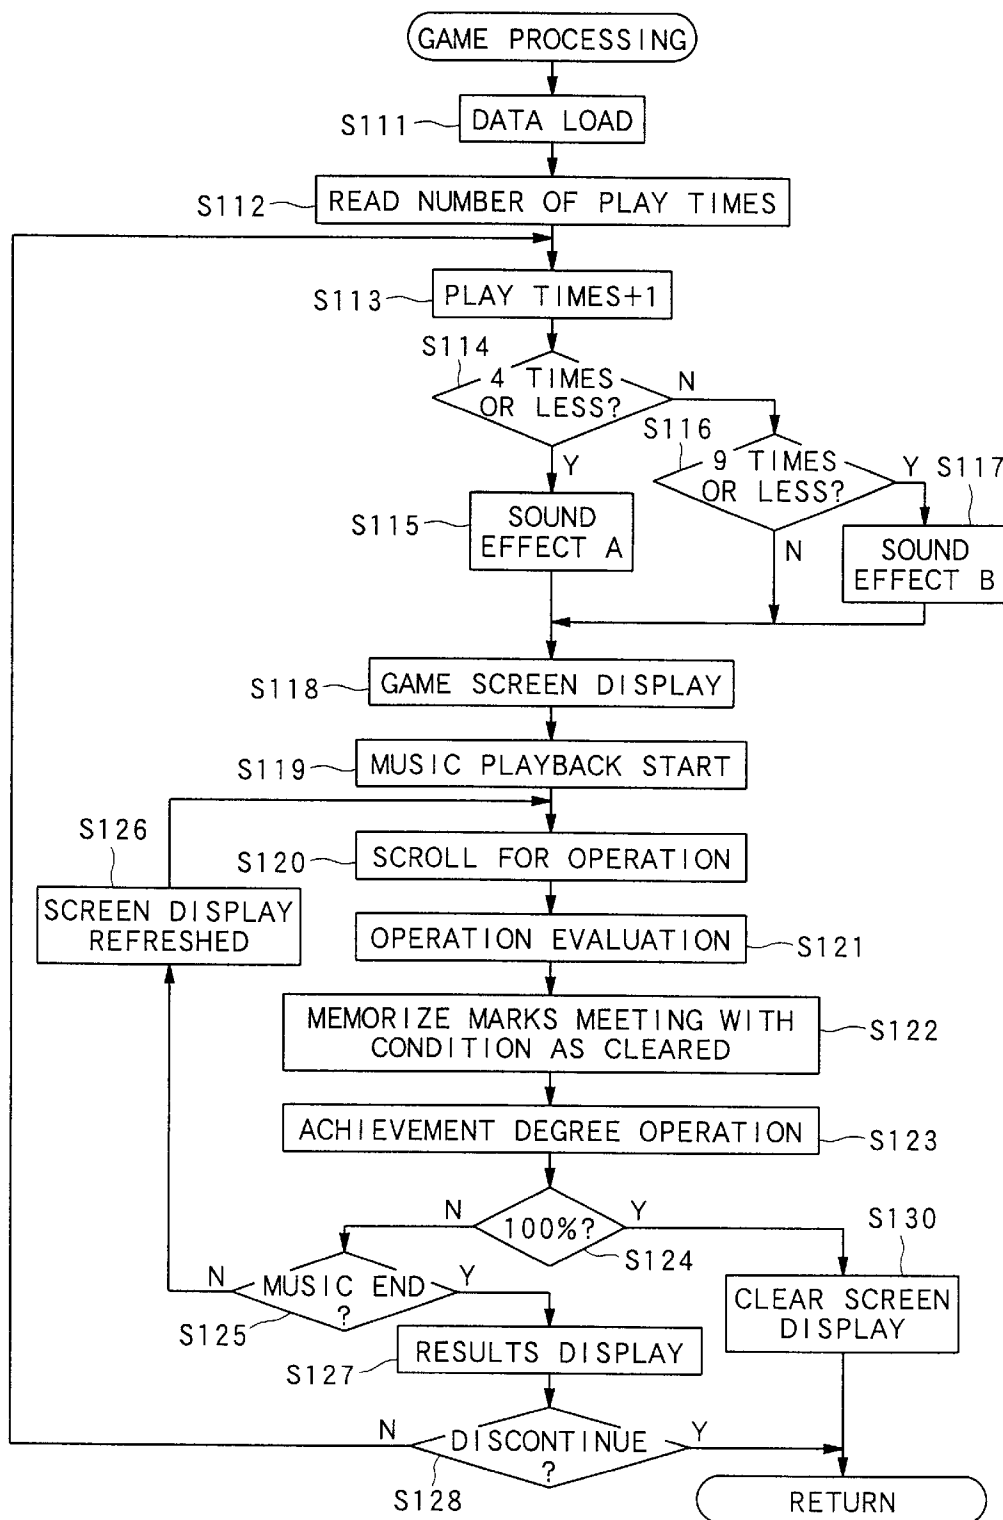 GAME PROCESSING
S111
DATA LOAD
S112
READ NUMBER OF PLAY TIMES
S113
PLAY TIMES+1
S114
4 TIMES
OR LESS?
N
Y
S116
9 TIMES
OR LESS?
Y
N
S117
S115
SOUND
EFFECT A
SOUND
EFFECT B
S118
GAME SCREEN DISPLAY
S119
MUSIC PLAYBACK START
S126
SCREEN DISPLAY
REFRESHED
S120
SCROLL FOR OPERATION
OPERATION EVALUATION
S121
MEMORIZE MARKS MEETING WITH
CONDITION AS CLEARED
S122
ACHIEVEMENT DEGREE OPERATION
S123
N
100%?
Y
S124
S130
CLEAR SCREEN
DISPLAY
N
MUSIC END
?
Y
S125
S127
RESULTS DISPLAY
N
DISCONTINUE
?
Y
S128
RETURN